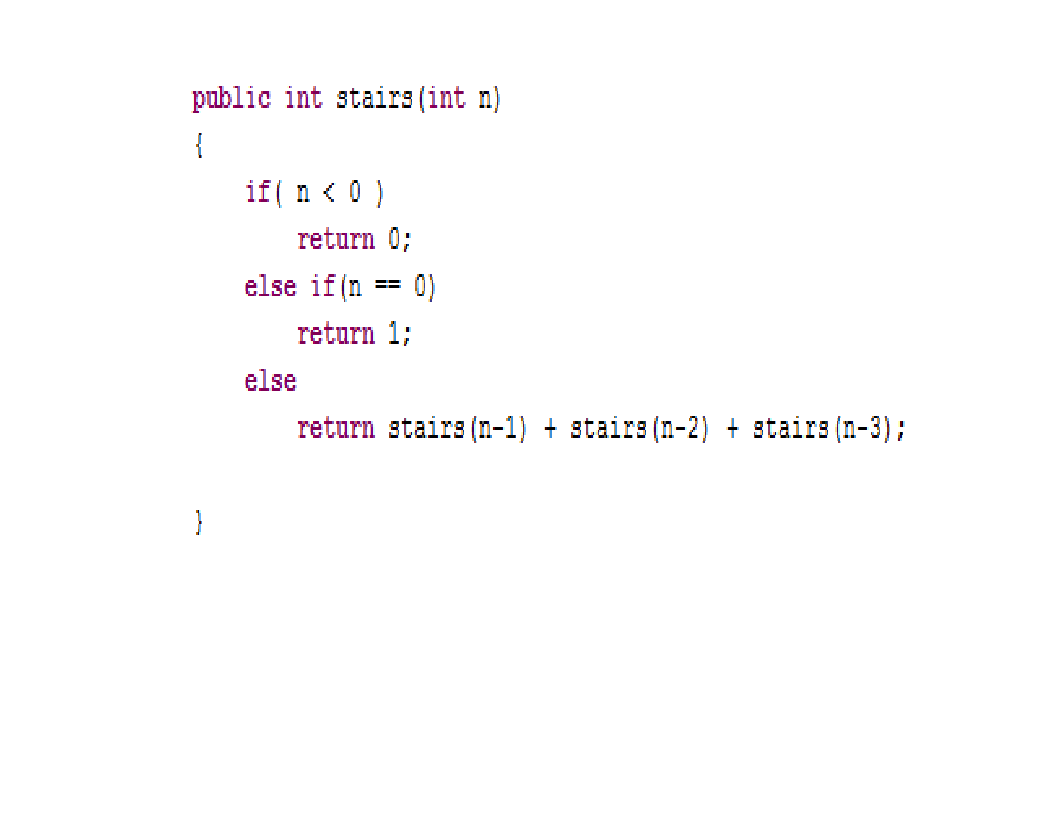 public int stairs(int n)
{
if( n < 0 )
return 0;
else if(n == 0)
return 1;
else
return stairs(n-1) + stairs(n-2) + stairs(n-3);
}